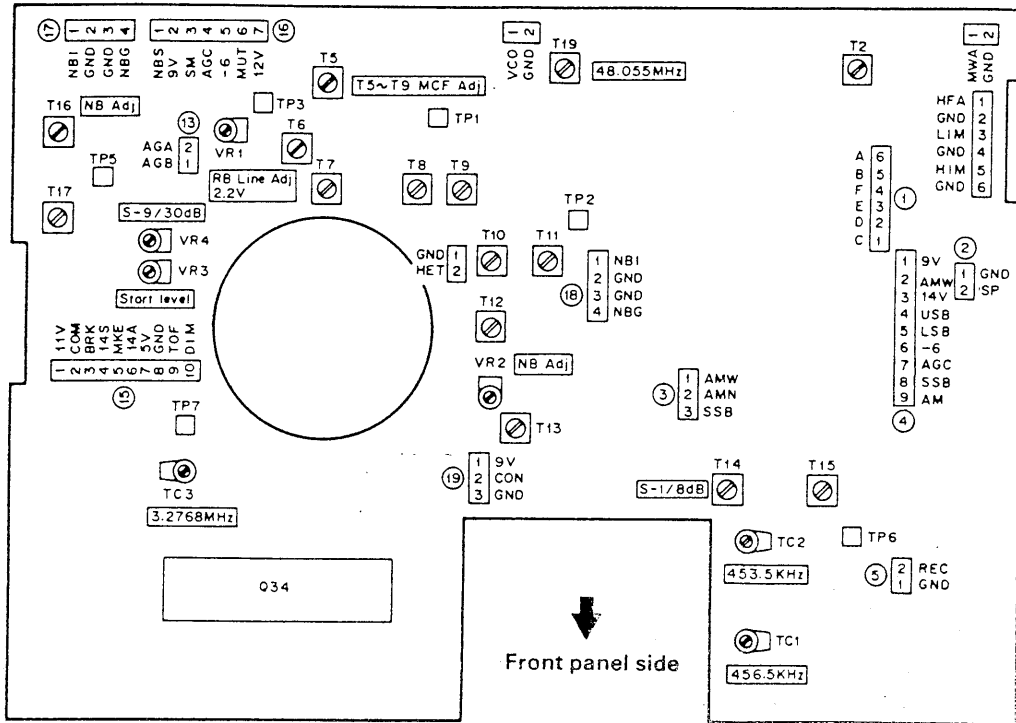 17
1 2 3 4
NBI
GND
GND
NBG
1 2 3 4 5 6 7
16
NBS
9V
SM
AGC
-6
MUT
12V
T5
T5~T9 MCF Adj
1 2
VCO
GND
T19
48.055MHz
T2
1 2
MWA
GND
T16
NB Adj
TP3
TP1
13
AGA 2
AGB 1
VR1
T6
HFA 1
GND 2
LIM 3
GND 4
HIM 5
GND 6
TP5
RB Line Adj
2.2V
T7
T8
T9
A 6
B 5
F 4
E 3
D 2
C 1
1
T17
S-9/30dB
TP2
VR4
VR3
Start level
GND 1
HET 2
T10
T11
18
1 NBI
2 GND
3 GND
4 NBG
2
1 GND
2 SP
1 9V
2 AMW
3 14V
4 USB
5 LSB
6 -6
7 AGC
8 SSB
9 AM
4
T12
11V
COM
BRK
14S
MKE
14A
5V
GND
TOF
DIM
1 2 3 4 5 6 7 8 9 10
15
VR2
NB Adj
3
1 AMW
2 AMN
3 SSB
TP7
T13
TC3
3.2768MHz
19
1 9V
2 CON
3 GND
S-1/8dB
T14
T15
TC2
453.5KHz
TP6
5
2 REC
1 GND
Q34
TC1
456.5KHz
Front panel side